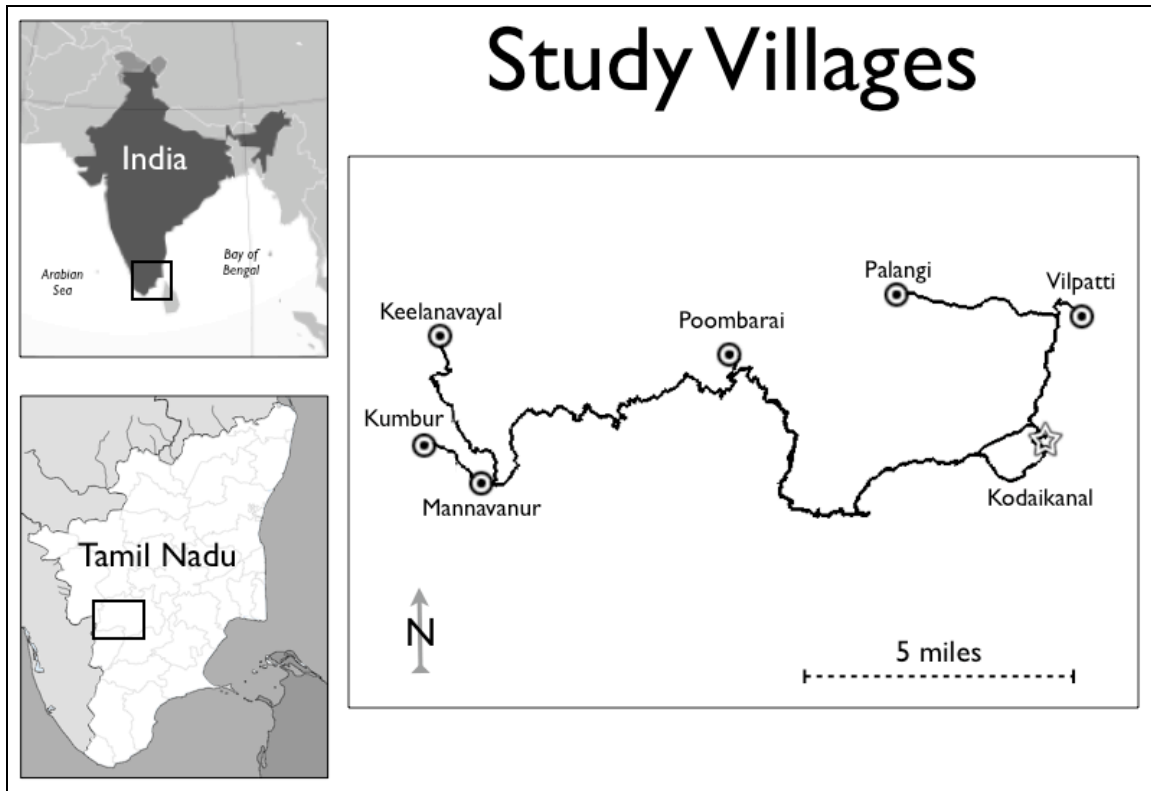 Study Villages
India
Arabian
Sea
Bay of
Bengal
Tamil Nadu
Palangi
Vilpatti
Keelanavayal
Poombarai
Kumbur
Mannavanur
Kodaikanal
N
5 miles